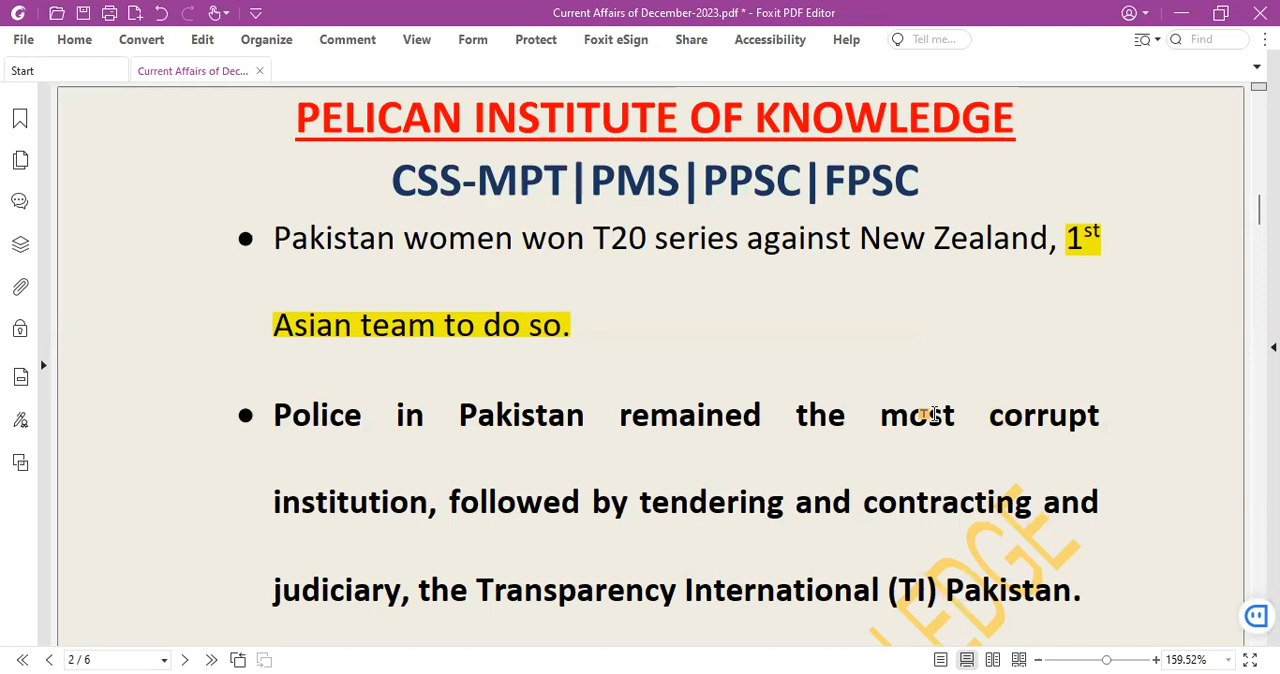 Current Affairs of December-2023.pdf * - Foxit PDF Editor
File Home Convert Edit Organize Comment View Form Protect Foxit eSign Share Accessibility Help Tell me... Find
Start Current Affairs of Dec...
PELICAN INSTITUTE OF KNOWLEDGE
CSS-MPT|PMS|PPSC|FPSC
● Pakistan women won T20 series against New Zealand, 1st
Asian team to do so.
● Police in Pakistan remained the most corrupt
institution, followed by tendering and contracting and
judiciary, the Transparency International (TI) Pakistan.
2 / 6 159.52%